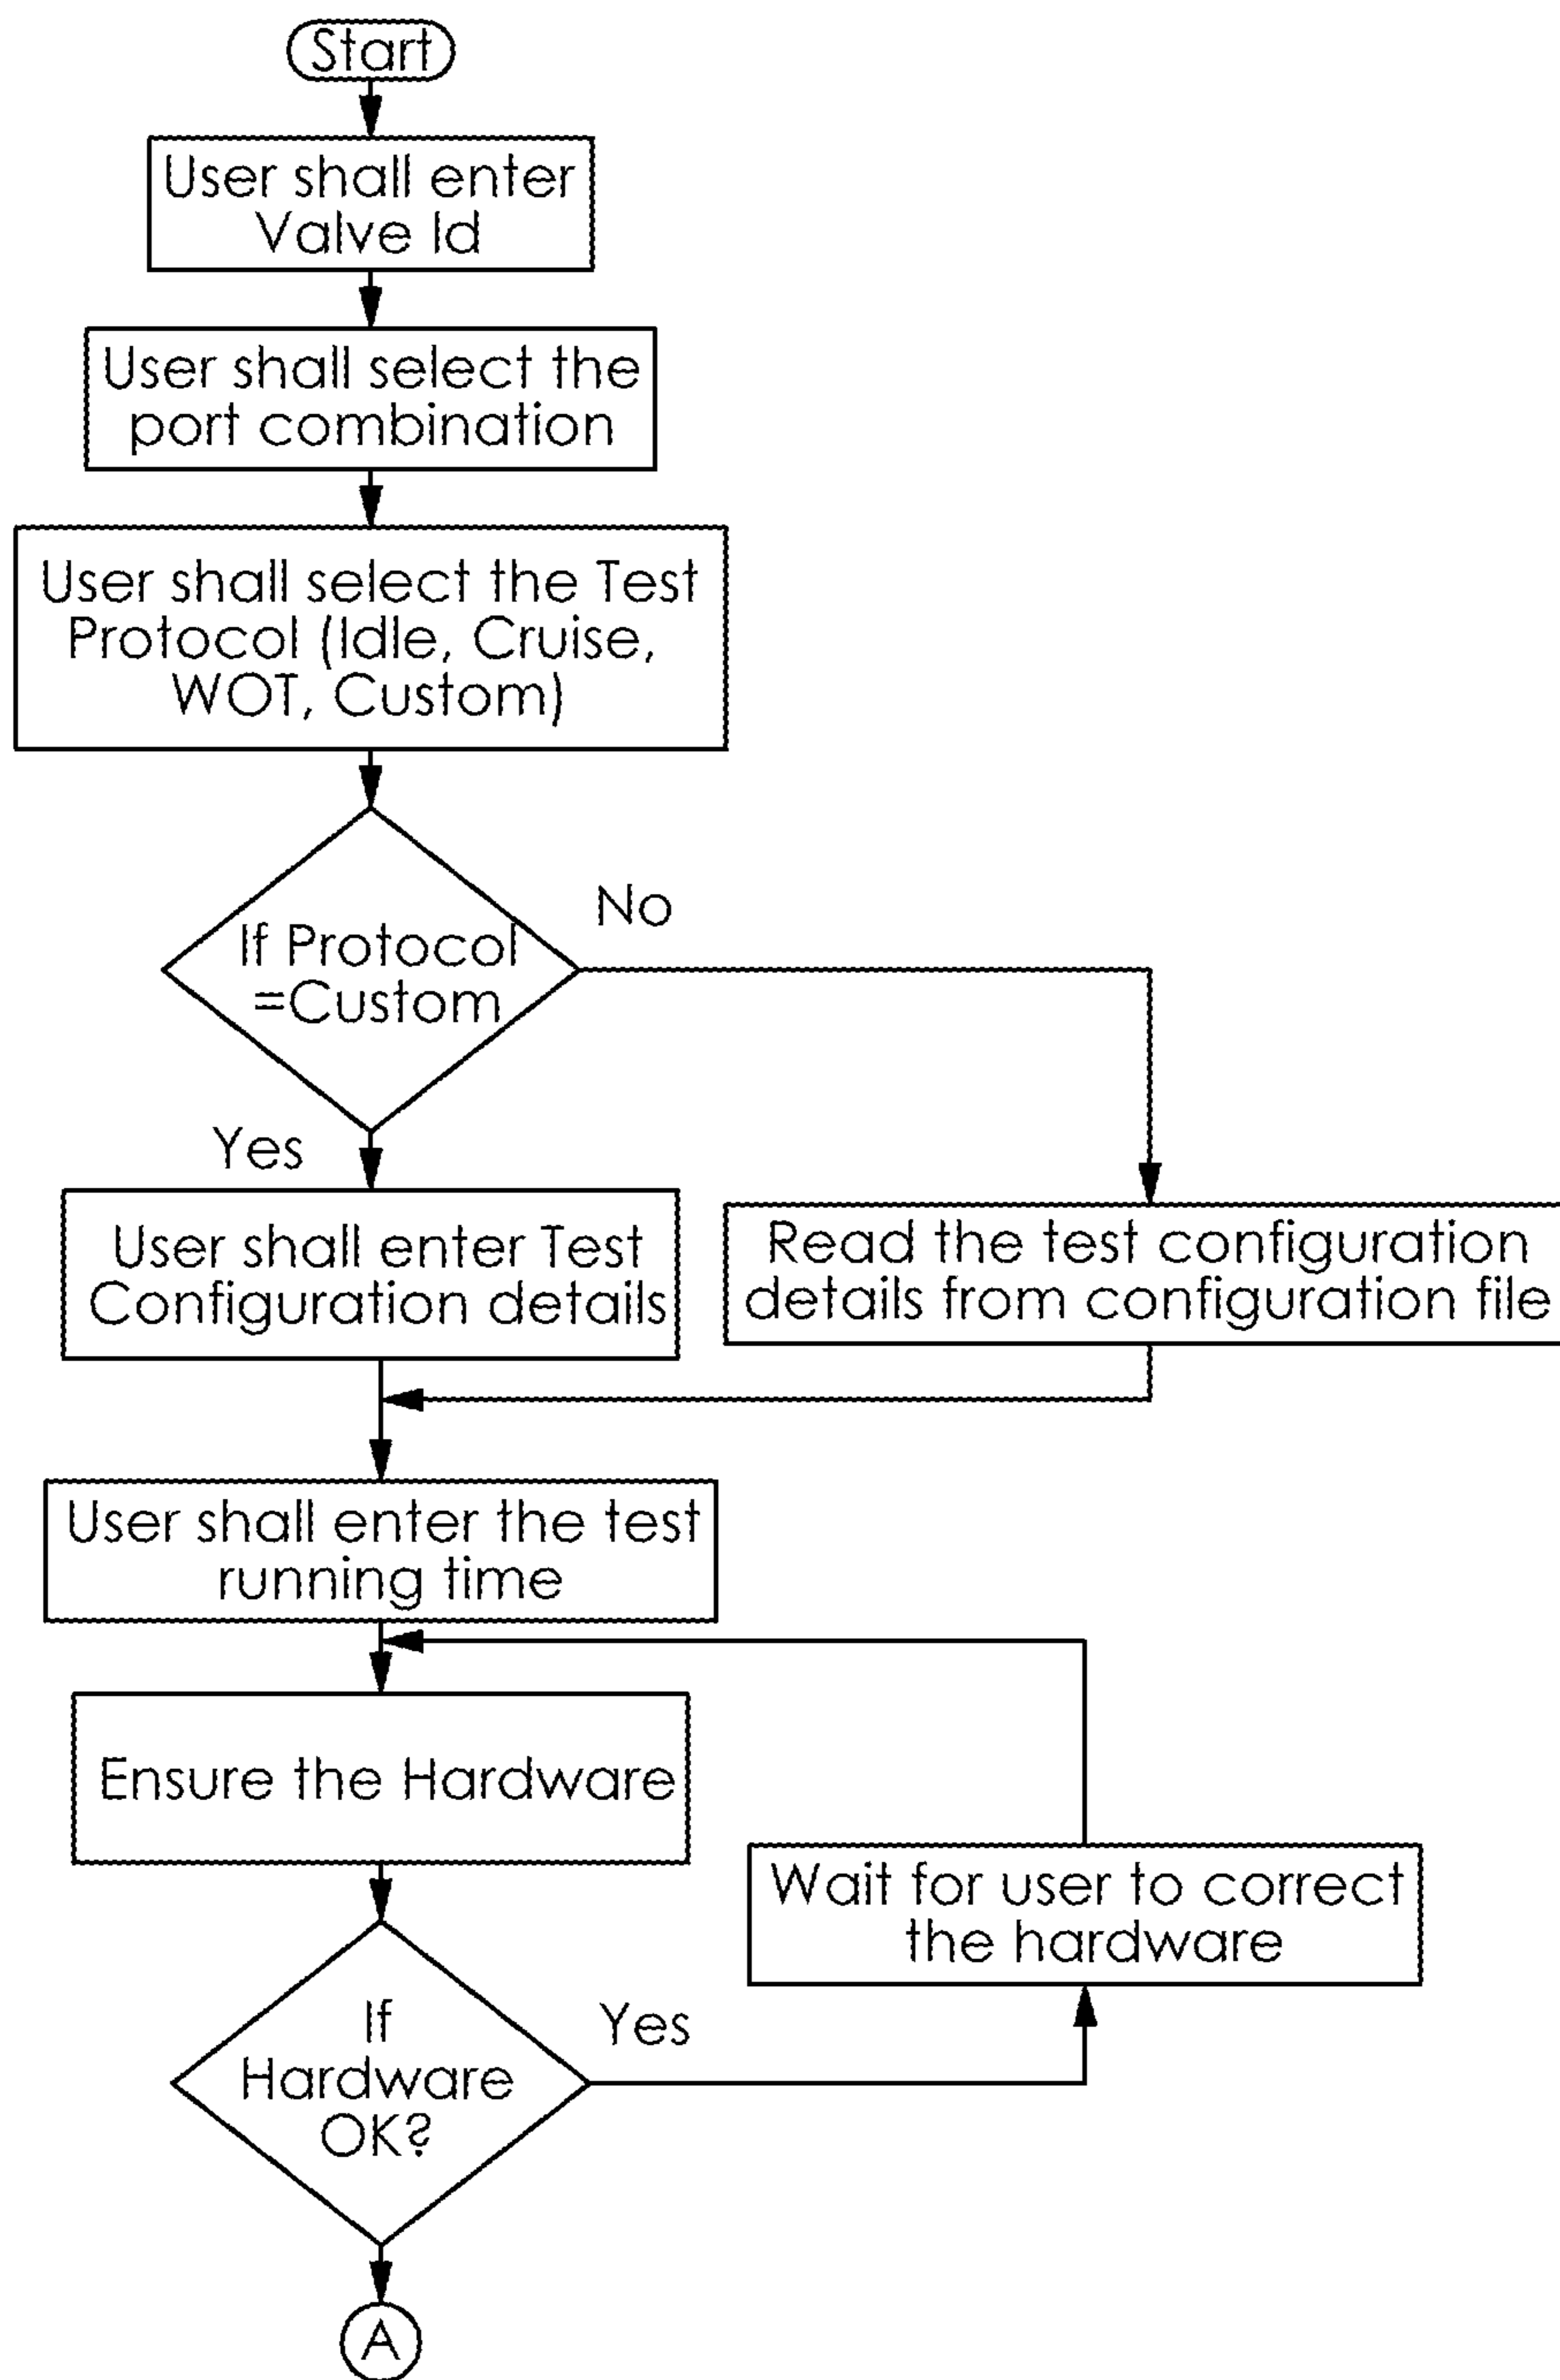 Start
User shall enter
Valve Id
User shall select the
port combination
User shall select the Test
Protocol (Idle, Cruise,
WOT, Custom)
If Protocol
=Custom
No
Yes
User shall enter Test
Configuration details
Read the test configuration
details from configuration file
User shall enter the test
running time
Ensure the Hardware
Wait for user to correct
the hardware
If
Hardware
OK?
Yes
A